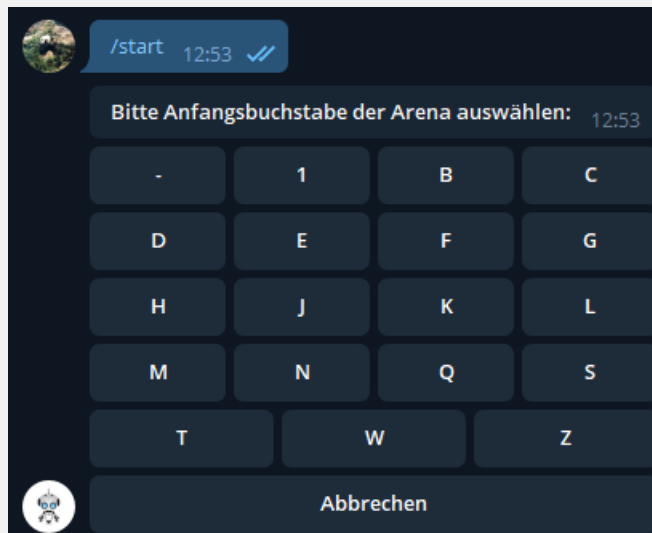 /start 12:53
Bitte Anfangsbuchstabe der Arena auswählen: 12:53
- 1 B C
D E F G
H J K L
M N Q S
T W Z
Abbrechen